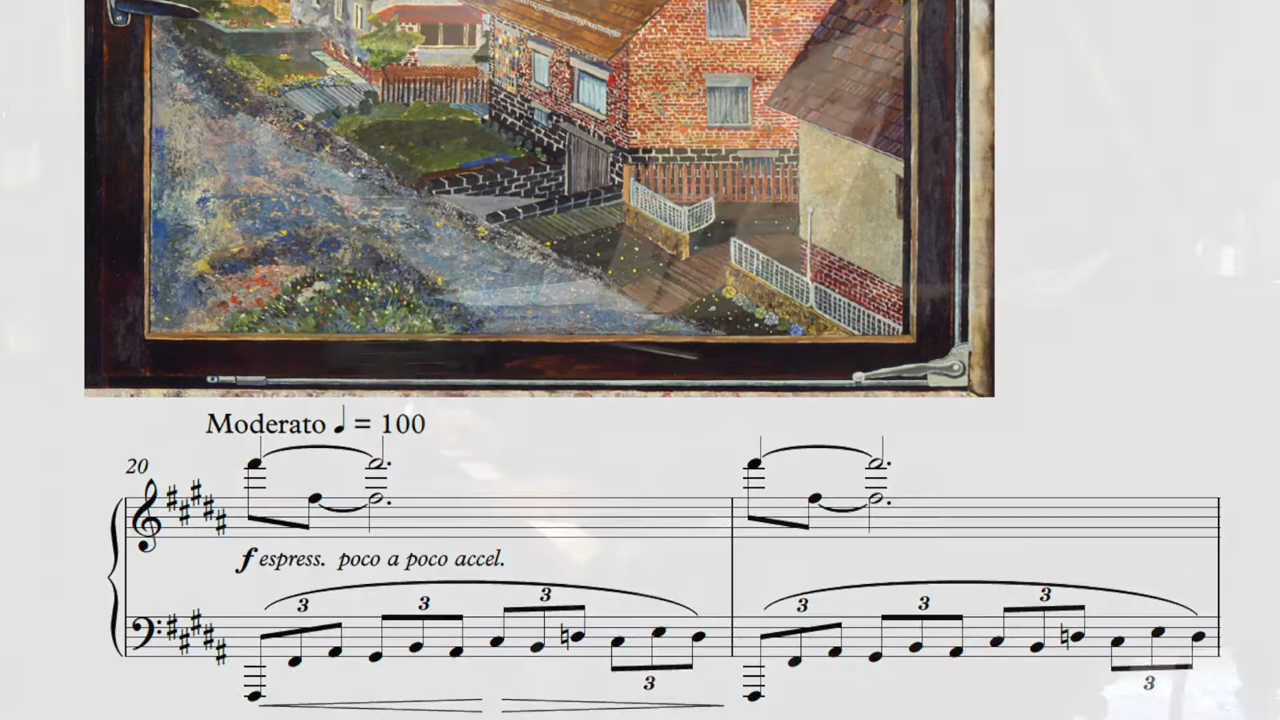 Moderato ♩ = 100
20
f espress. poco a poco accel.
3 3 3 3 3 3
3 3